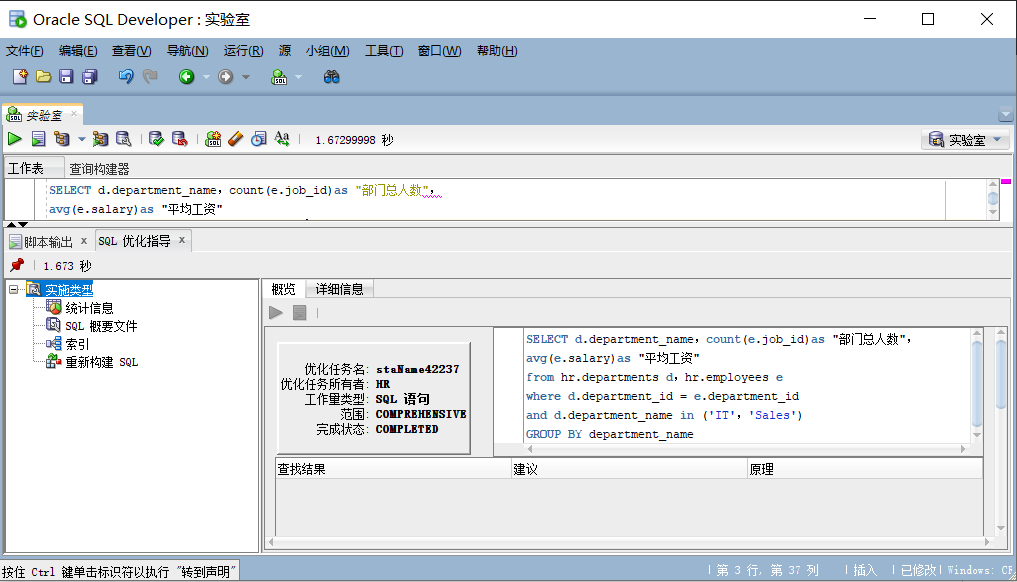 Oracle SQL Developer : 实验室
文件(F) 编辑(E) 查看(V) 导航(N) 运行(R) 源 小组(M) 工具(T) 窗口(W) 帮助(H)
实验室
1.67299998 秒
实验室
工作表 查询构建器
SELECT d.department_name，count(e.job_id)as "部门总人数"，
avg(e.salary)as "平均工资"
脚本输出 × SQL 优化指导 ×
1.673 秒
实施类型
统计信息
SQL 概要文件
索引
重新构建 SQL
概览 详细信息
优化任务名: staName42237
优化任务所有者: HR
工作量类型: SQL 语句
范围: COMPREHENSIVE
完成状态: COMPLETED
SELECT d.department_name，count(e.job_id)as "部门总人数"，
avg(e.salary)as "平均工资"
from hr.departments d，hr.employees e
where d.department_id = e.department_id
and d.department_name in ('IT'，'Sales')
GROUP BY department_name
查找结果 建议 原理
按住 Ctrl 键单击标识符以执行 "转到声明" 第 3 行, 第 37 列 插入 已修改 Windows: CR